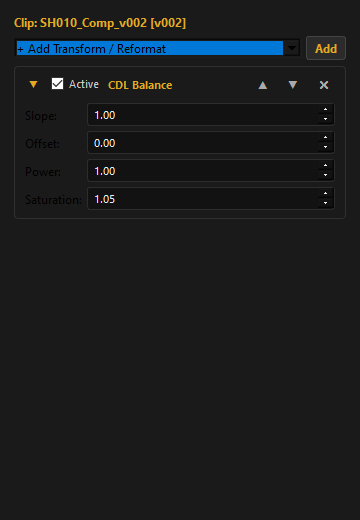 Clip: SH010_Comp_v002 [v002]
+ Add Transform / Reformat
Add
Active
CDL Balance
Slope:
1.00
Offset:
0.00
Power:
1.00
Saturation:
1.05